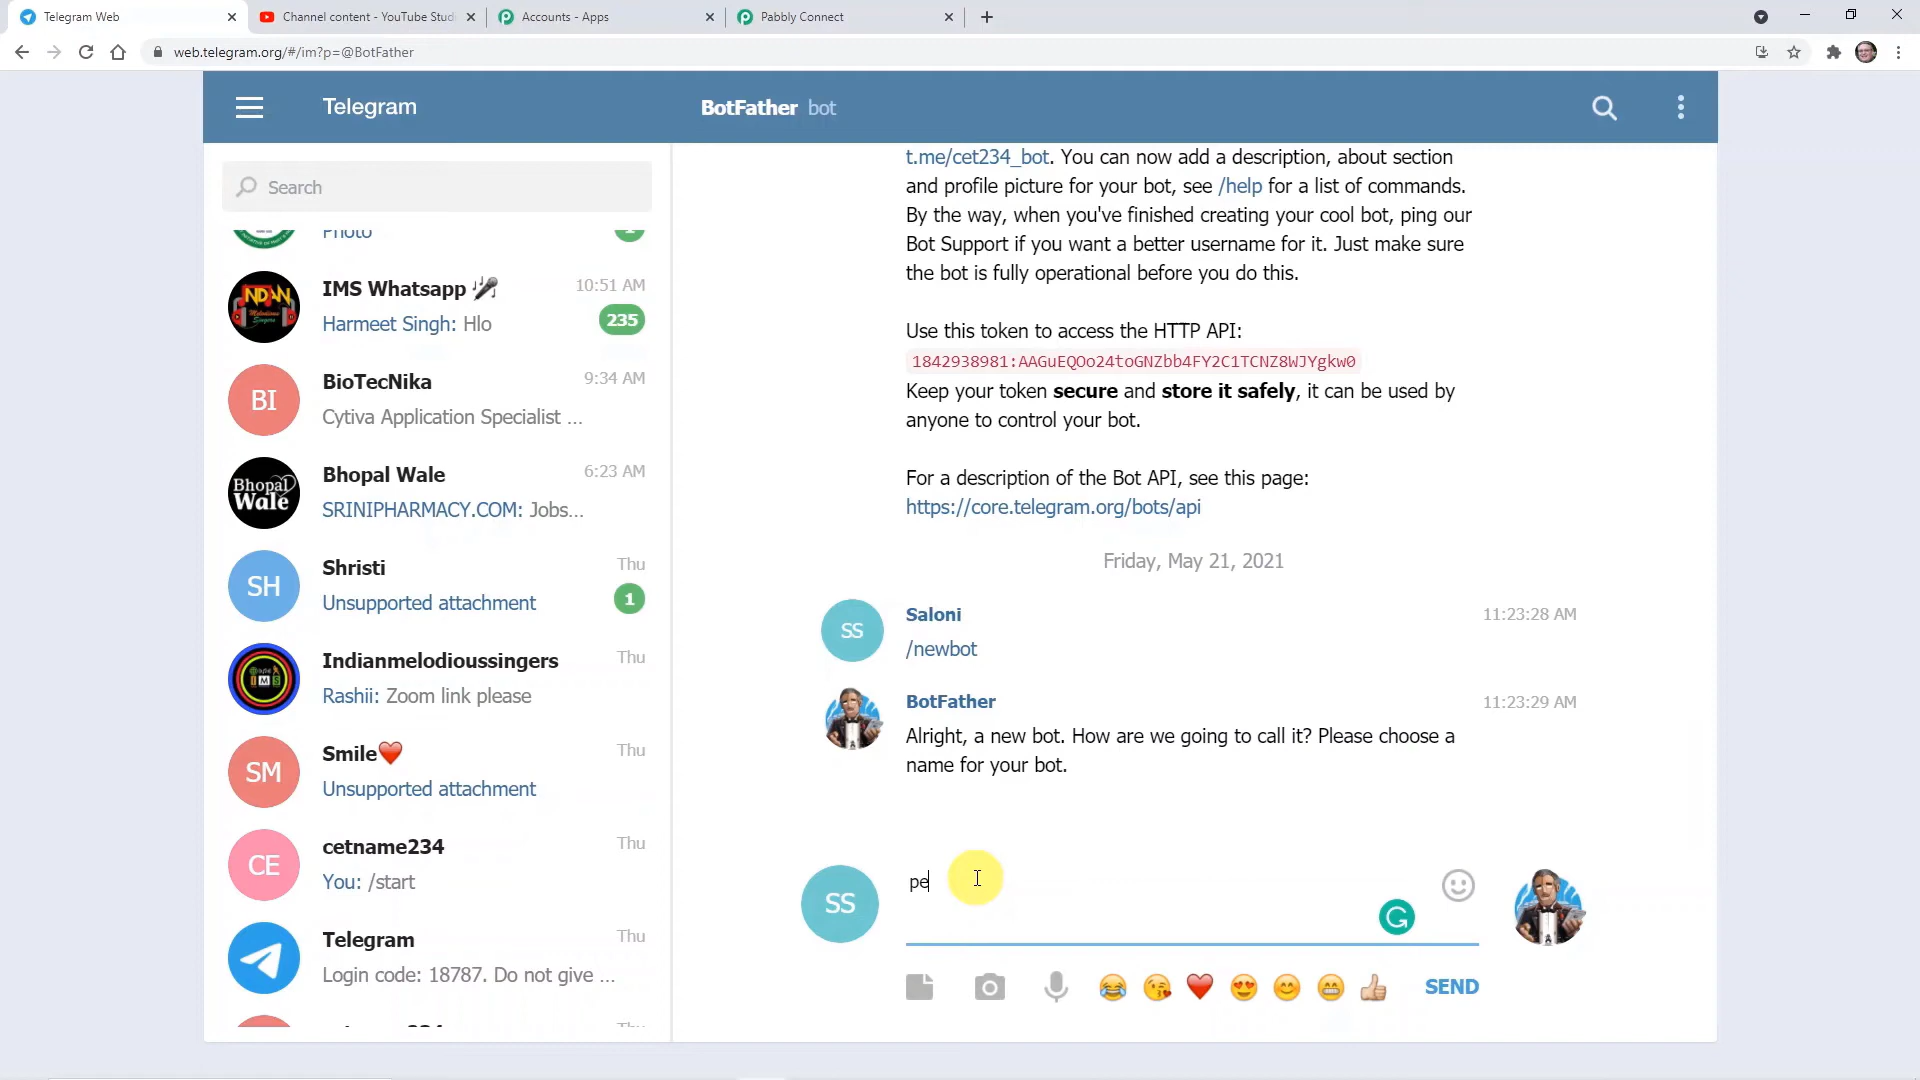 Telegram Web
Channel content - YouTube Studi
Accounts - Apps
Pabbly Connect
web.telegram.org/#/im?p=@BotFather
Telegram
BotFather bot
Search
Photo
1
IMS Whatsapp 🎤
10:51 AM
Harmeet Singh: Hlo
235
BI
BioTecNika
9:34 AM
Cytiva Application Specialist ...
Bhopal Wale
Bhopal Wale
6:23 AM
SRINIPHARMACY.COM: Jobs...
SH
Shristi
Thu
Unsupported attachment
1
IMS
Indianmelodioussingers
Thu
Rashii: Zoom link please
SM
Smile❤️
Thu
Unsupported attachment
CE
cetname234
Thu
You: /start
Telegram
Thu
Login code: 18787. Do not give ...
t.me/cet234_bot. You can now add a description, about section
and profile picture for your bot, see /help for a list of commands.
By the way, when you've finished creating your cool bot, ping our
Bot Support if you want a better username for it. Just make sure
the bot is fully operational before you do this.
Use this token to access the HTTP API:
1842938981:AAGuEQOo24toGNZbb4FY2C1TCNZ8WJYgkw0
Keep your token secure and store it safely, it can be used by
anyone to control your bot.
For a description of the Bot API, see this page:
https://core.telegram.org/bots/api
Friday, May 21, 2021
SS
Saloni
11:23:28 AM
/newbot
BotFather
11:23:29 AM
Alright, a new bot. How are we going to call it? Please choose a
name for your bot.
SS
pe
SEND